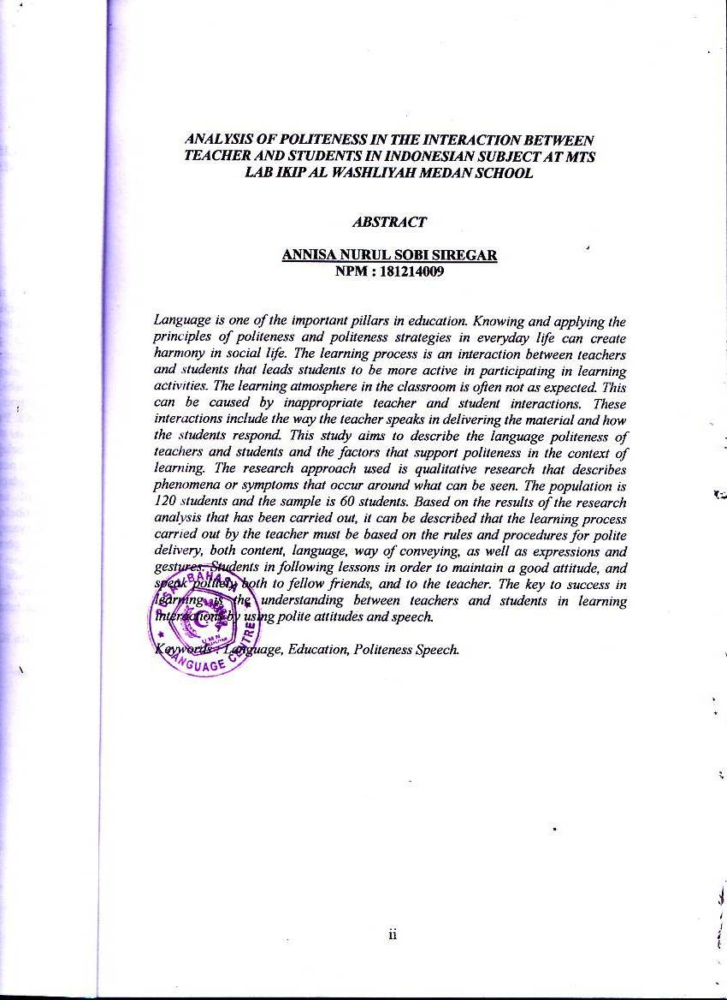 ANALYSIS OF POLITENESS IN THE INTERACTION BETWEEN
TEACHER AND STUDENTS IN INDONESIAN SUBJECT AT MTS
LAB IKIP AL WASHLIYAH MEDAN SCHOOL
ABSTRACT
ANNISA NURUL SOBI SIREGAR
NPM : 181214009
Language is one of the important pillars in education. Knowing and applying the
principles of politeness and politeness strategies in everyday life can create
harmony in social life. The learning process is an interaction between teachers
and students that leads students to be more active in participating in learning
activities. The learning atmosphere in the classroom is often not as expected. This
can be caused by inappropriate teacher and student interactions. These
interactions include the way the teacher speaks in delivering the material and how
the students respond. This study aims to describe the language politeness of
teachers and students and the factors that support politeness in the context of
learning. The research approach used is qualitative research that describes
phenomena or symptoms that occur around what can be seen. The population is
120 students and the sample is 60 students. Based on the results of the research
analysis that has been carried out, it can be described that the learning process
carried out by the teacher must be based on the rules and procedures for polite
delivery, both content, language, way of conveying, as well as expressions and
gestures. Students in following lessons in order to maintain a good attitude, and
speak politely both to fellow friends, and to the teacher. The key to success in
learning is the understanding between teachers and students in learning
interactions by using polite attitudes and speech.
Keywords : Language, Education, Politeness Speech.
PUSAT BAHASA
UMN
LANGUAGE CENTRE
ii